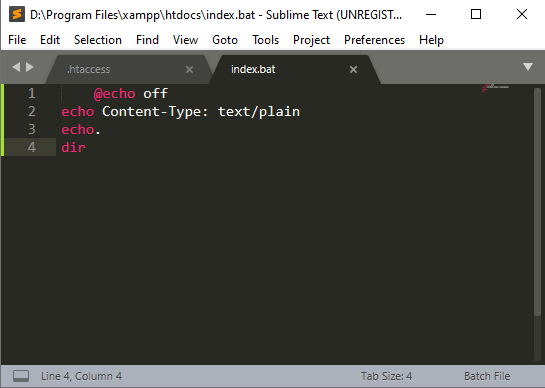 D:\Program Files\xampp\htdocs\index.bat - Sublime Text (UNREGIST...
File Edit Selection Find View Goto Tools Project Preferences Help
.htaccess index.bat
1 @echo off
2 echo Content-Type: text/plain
3 echo.
4 dir
Line 4, Column 4 Tab Size: 4 Batch File